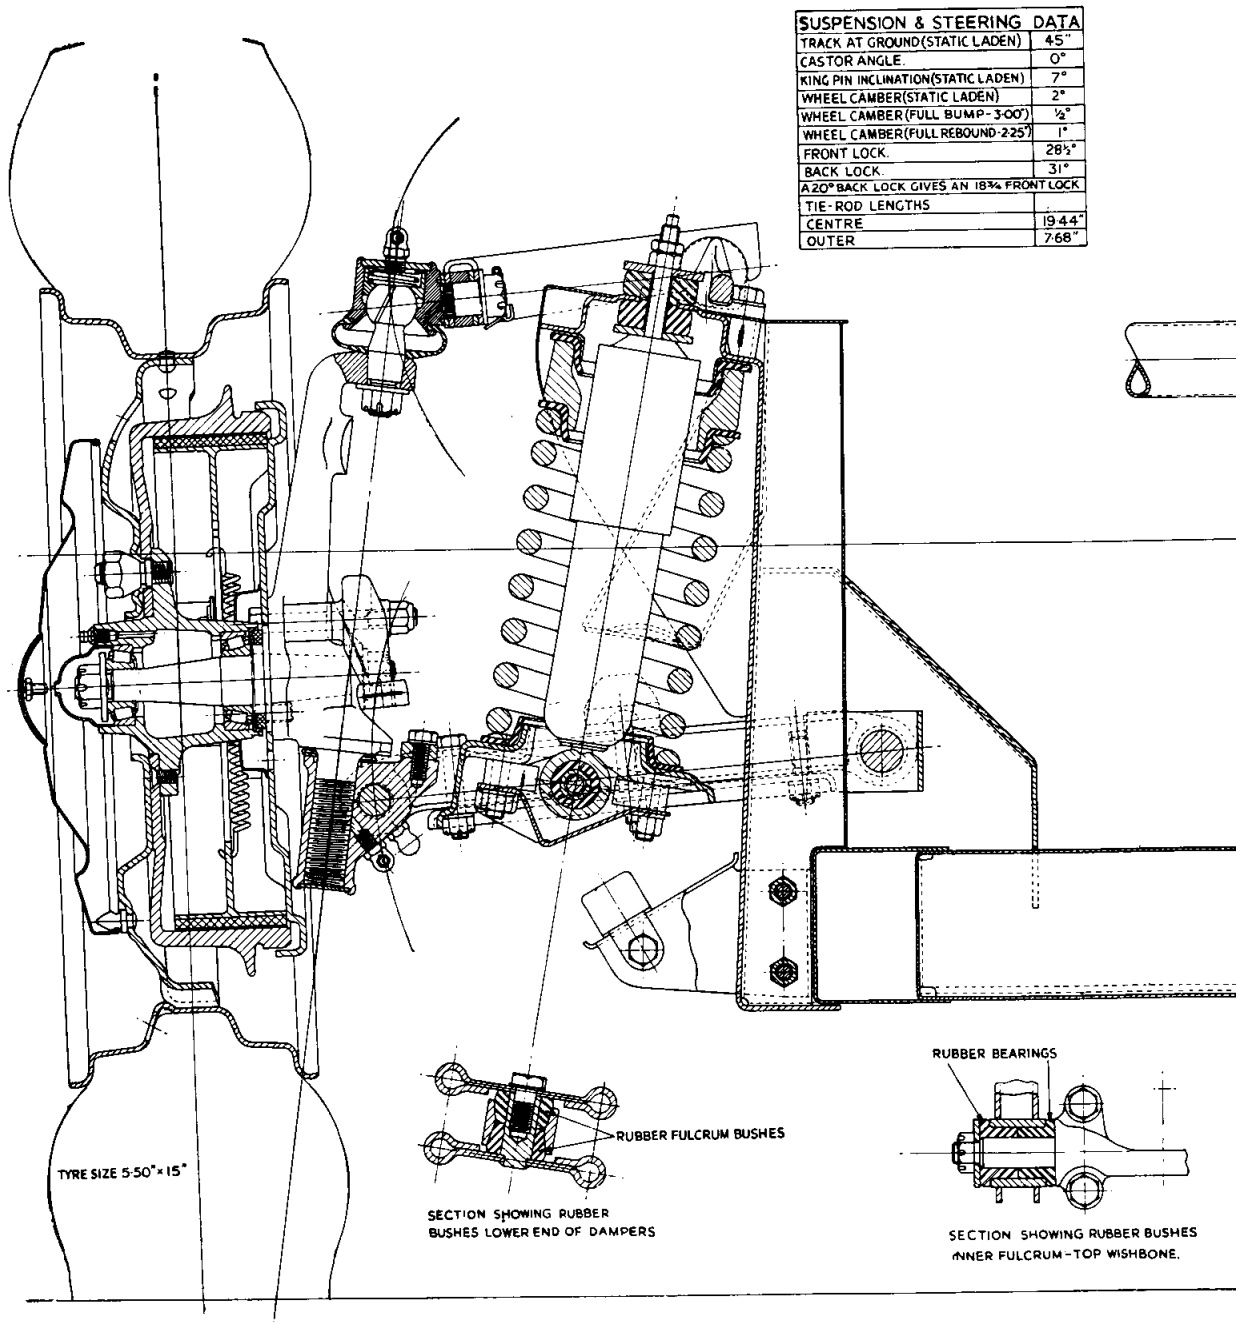 SUSPENSION & STEERING DATA
TRACK AT GROUND(STATIC LADEN) 45"
CASTOR ANGLE. 0°
KING PIN INCLINATION(STATIC LADEN) 7°
WHEEL CAMBER(STATIC LADEN) 2°
WHEEL CAMBER(FULL BUMP-3·00") ½°
WHEEL CAMBER(FULL REBOUND-2·25") 1°
FRONT LOCK. 28½°
BACK LOCK. 31°
A 20° BACK LOCK GIVES AN 18¾ FRONT LOCK
TIE-ROD LENGTHS
CENTRE 19·44"
OUTER 7·68"
RUBBER BEARINGS
RUBBER FULCRUM BUSHES
TYRE SIZE 5·50"×15"
SECTION SHOWING RUBBER
BUSHES LOWER END OF DAMPERS
SECTION SHOWING RUBBER BUSHES
INNER FULCRUM-TOP WISHBONE.